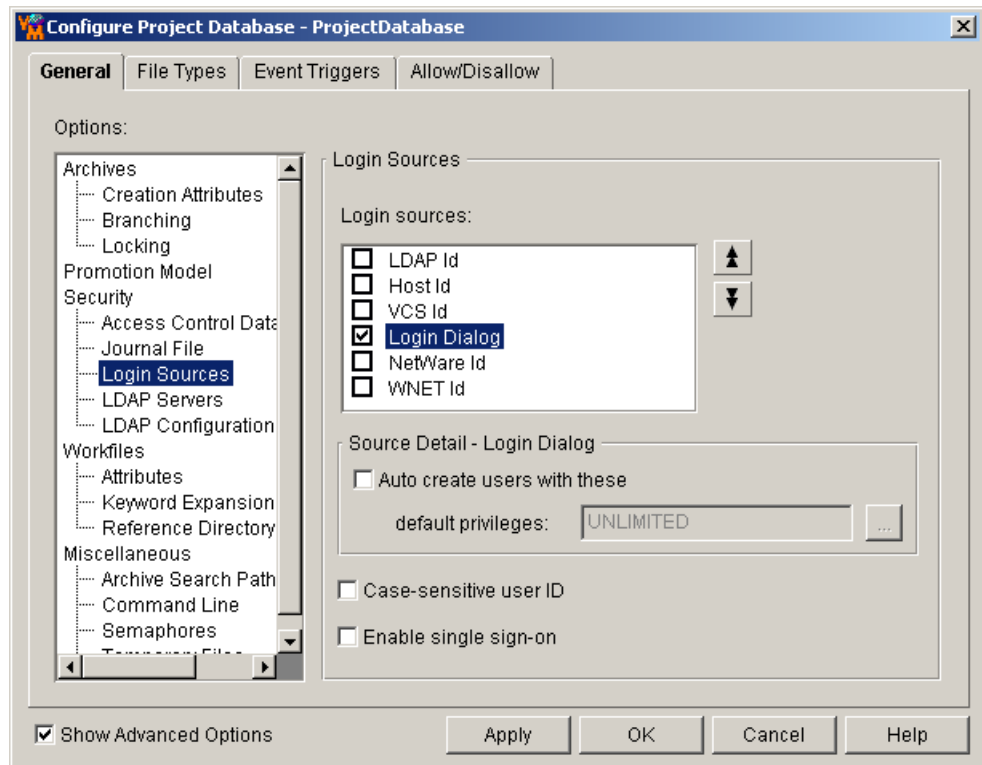 Configure Project Database - ProjectDatabase
General File Types Event Triggers Allow/Disallow
Options:
Archives
Creation Attributes
Branching
Locking
Promotion Model
Security
Access Control Data
Journal File
Login Sources
LDAP Servers
LDAP Configuration
Workfiles
Attributes
Keyword Expansion
Reference Directory
Miscellaneous
Archive Search Path
Command Line
Semaphores
Temporary Files
Login Sources
Login sources:
LDAP Id
Host Id
VCS Id
Login Dialog
NetWare Id
WNET Id
Source Detail - Login Dialog
Auto create users with these
default privileges: UNLIMITED ...
Case-sensitive user ID
Enable single sign-on
Show Advanced Options Apply OK Cancel Help